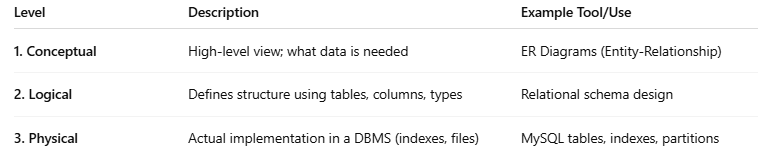 Level Description Example Tool/Use
1. Conceptual High-level view; what data is needed ER Diagrams (Entity-Relationship)
2. Logical Defines structure using tables, columns, types Relational schema design
3. Physical Actual implementation in a DBMS (indexes, files) MySQL tables, indexes, partitions